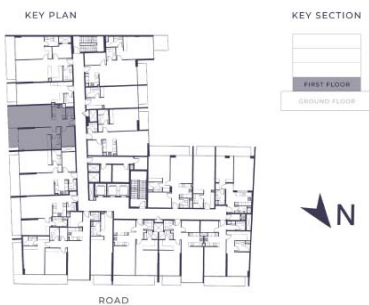 KEY PLAN
KEY SECTION
FIRST FLOOR
GROUND FLOOR
N
ROAD